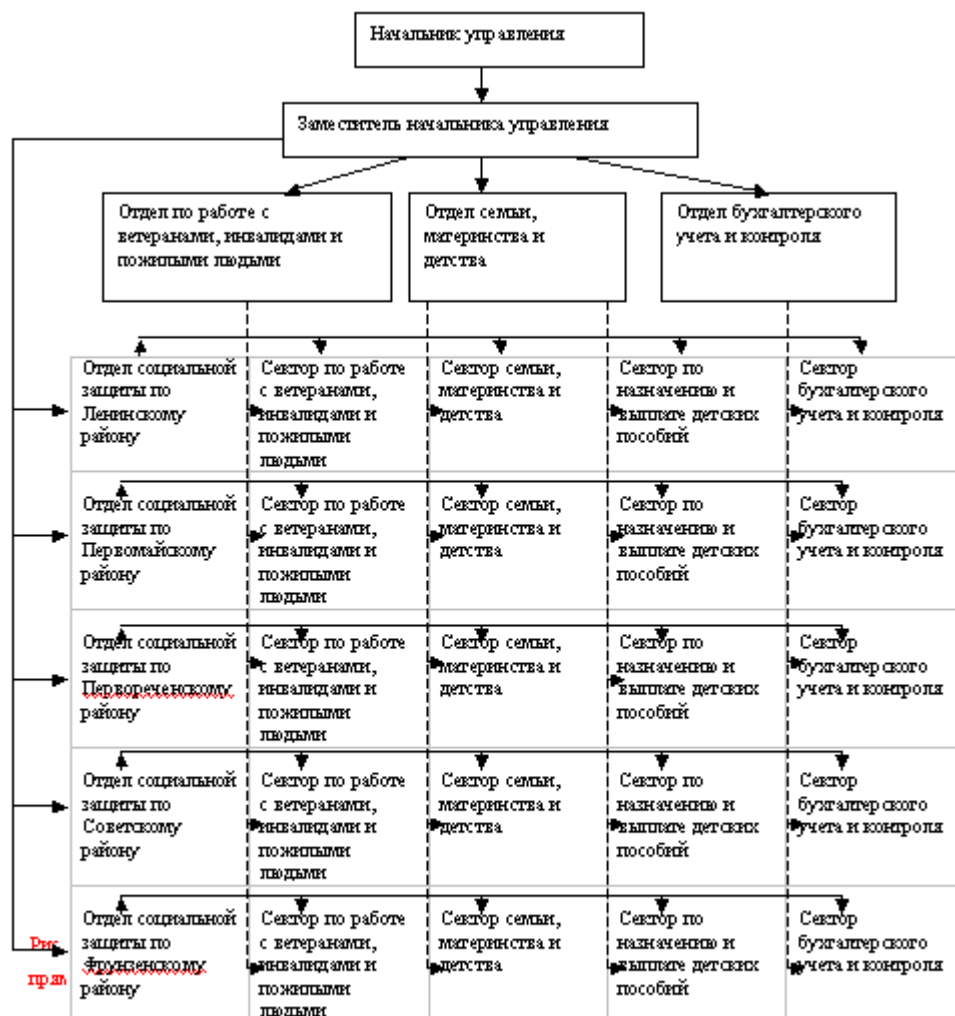 Начальник управления
Заместитель начальника управления
Отдел по работе с
ветеранами, инвалидами и
пожилыми людьми
Отдел семьи,
материнства и
детства
Отдел бухгалтерского
учета и контроля
Отдел социальной
защиты по
Ленинскому
району
Сектор по работе
с ветеранами,
инвалидами и
пожилыми
людьми
Сектор семьи,
материнства и
детства
Сектор по
назначению и
выплате детских
пособий
Сектор
бухгалтерского
учета и контроля
Отдел социальной
защиты по
Первомайскому
району
Сектор по работе
с ветеранами,
инвалидами и
пожилыми
людьми
Сектор семьи,
материнства и
детства
Сектор по
назначению и
выплате детских
пособий
Сектор
бухгалтерского
учета и контроля
Отдел социальной
защиты по
Первореченскому
району
Сектор по работе
с ветеранами,
инвалидами и
пожилыми
людьми
Сектор семьи,
материнства и
детства
Сектор по
назначению и
выплате детских
пособий
Сектор
бухгалтерского
учета и контроля
Отдел социальной
защиты по
Советскому
району
Сектор по работе
с ветеранами,
инвалидами и
пожилыми
людьми
Сектор семьи,
материнства и
детства
Сектор по
назначению и
выплате детских
пособий
Сектор
бухгалтерского
учета и контроля
Отдел социальной
защиты по
Фрунзенскому
району
Сектор по работе
с ветеранами,
инвалидами и
пожилыми
людьми
Сектор семьи,
материнства и
детства
Сектор по
назначению и
выплате детских
пособий
Сектор
бухгалтерского
учета и контроля
Рис